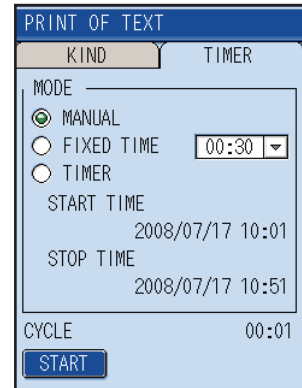 PRINT OF TEXT
KIND TIMER
MODE
MANUAL
FIXED TIME 00:30
TIMER
START TIME
2008/07/17 10:01
STOP TIME
2008/07/17 10:51
CYCLE 00:01
START